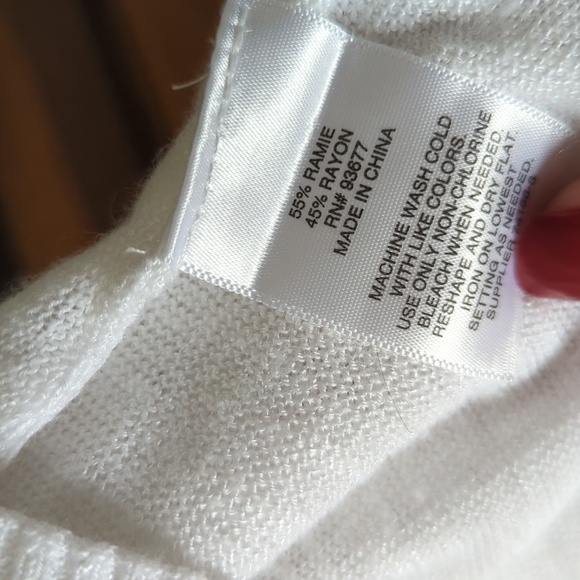 55% RAMIE
45% RAYON
RN# 93677
MADE IN CHINA
MACHINE WASH COLD
WITH LIKE COLORS.
USE ONLY NON-CHLORINE
BLEACH WHEN NEEDED.
RESHAPE AND DRY FLAT
IRON ON LOWEST
SETTING AS NEEDED.
SUPPLIER